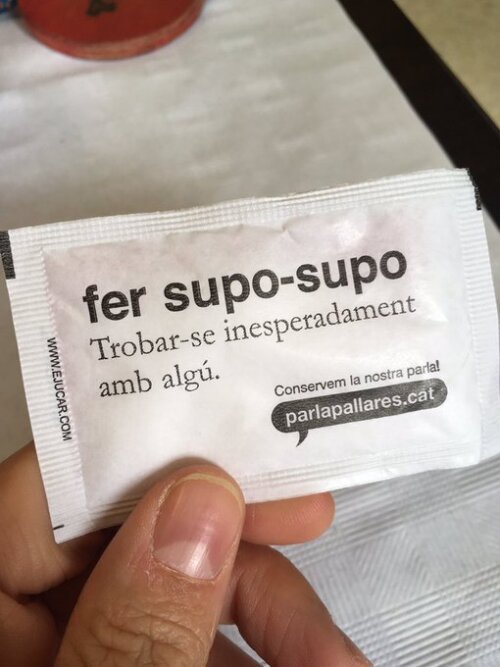 fer supo-supo
Trobar-se inesperadament
amb algú.
Conservem la nostra parla!
parlapallares.cat
WWW.EJUCAR.COM